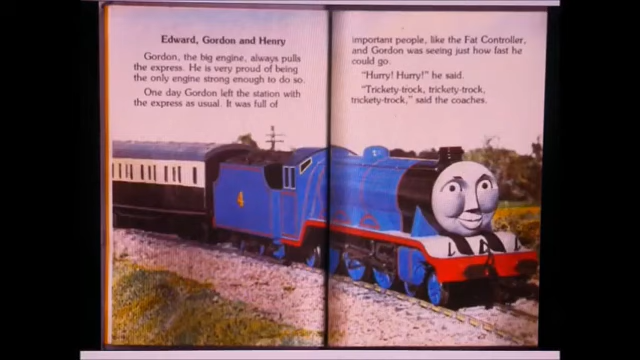 Edward, Gordon and Henry
Gordon, the big engine, always pulls
the express. He is very proud of being
the only engine strong enough to do so.
One day Gordon left the station with
the express as usual. It was full of
important people, like the Fat Controller,
and Gordon was seeing just how fast he
could go.
"Hurry! Hurry!" he said.
"Trickety-trock, trickety-trock,
trickety-trock," said the coaches.
4